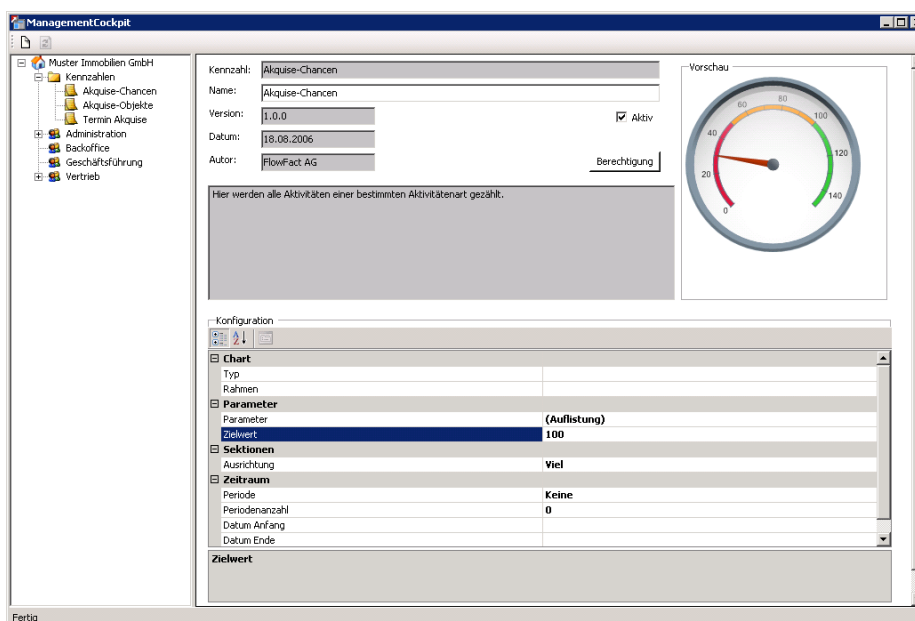 ManagementCockpit
Muster Immobilien GmbH
Kennzahlen
Akquise-Chancen
Akquise-Objekte
Termin Akquise
Administration
Backoffice
Geschäftsführung
Vertrieb
Kennzahl: Akquise-Chancen
Name: Akquise-Chancen
Version: 1.0.0
Aktiv
Datum: 18.08.2006
Autor: FlowFact AG
Berechtigung
Hier werden alle Aktivitäten einer bestimmten Aktivitätenart gezählt.
Vorschau
0
20
40
60
80
100
120
140
Konfiguration
Chart
Typ
Rahmen
Parameter
Parameter (Auflistung)
Zielwert 100
Sektionen
Ausrichtung Viel
Zeitraum
Periode Keine
Periodenanzahl 0
Datum Anfang
Datum Ende
Zielwert
Fertig